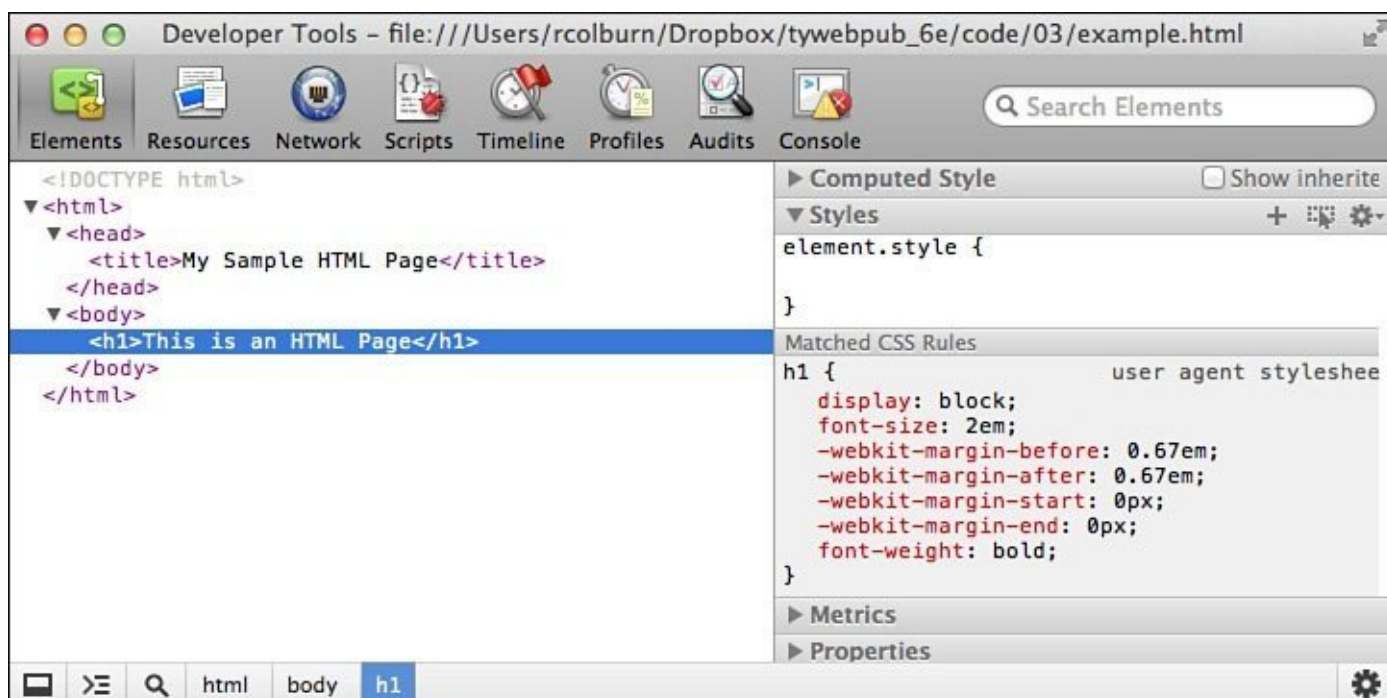 Developer Tools – file:///Users/rcolburn/Dropbox/tywebpub_6e/code/03/example.html
Elements Resources Network Scripts Timeline Profiles Audits Console
Search Elements
<!DOCTYPE html>
<html>
<head>
<title>My Sample HTML Page</title>
</head>
<body>
<h1>This is an HTML Page</h1>
</body>
</html>
Computed Style Show inherite
Styles
element.style {
}
Matched CSS Rules
h1 { user agent styleshee
display: block;
font-size: 2em;
-webkit-margin-before: 0.67em;
-webkit-margin-after: 0.67em;
-webkit-margin-start: 0px;
-webkit-margin-end: 0px;
font-weight: bold;
}
Metrics
Properties
html body h1